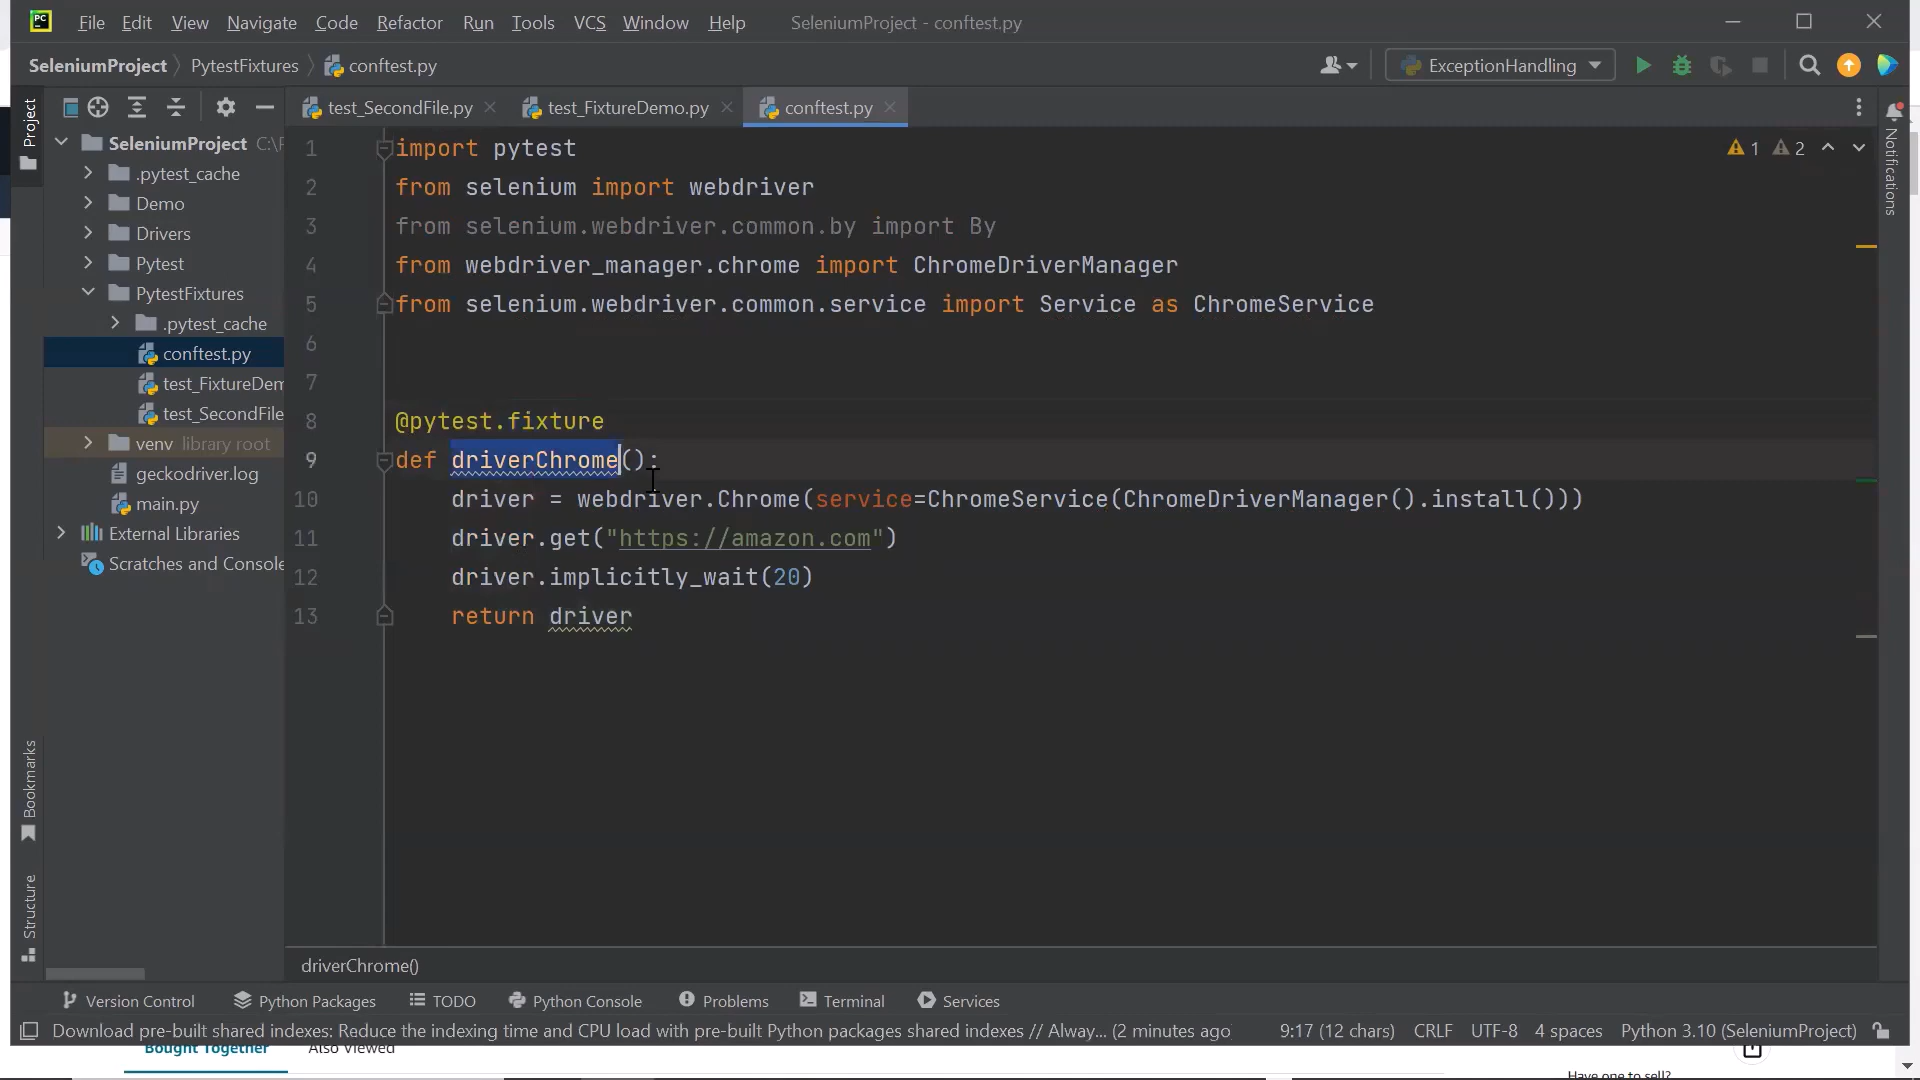 File Edit View Navigate Code Refactor Run Tools VCS Window Help SeleniumProject - conftest.py
SeleniumProject PytestFixtures conftest.py ExceptionHandling
test_SecondFile.py test_FixtureDemo.py conftest.py
Project
SeleniumProject C:\
.pytest_cache
Demo
Drivers
Pytest
PytestFixtures
.pytest_cache
conftest.py
test_FixtureDem
test_SecondFile
venv library root
geckodriver.log
main.py
External Libraries
Scratches and Console
Bookmarks
Structure
1 import pytest
2 from selenium import webdriver
3 from selenium.webdriver.common.by import By
4 from webdriver_manager.chrome import ChromeDriverManager
5 from selenium.webdriver.common.service import Service as ChromeService
6
7
8 @pytest.fixture
9 def driverChrome():
10 driver = webdriver.Chrome(service=ChromeService(ChromeDriverManager().install()))
11 driver.get("https://amazon.com")
12 driver.implicitly_wait(20)
13 return driver
1 2
Notifications
driverChrome()
Version Control Python Packages TODO Python Console Problems Terminal Services
Download pre-built shared indexes: Reduce the indexing time and CPU load with pre-built Python packages shared indexes // Alway... (2 minutes ago) 9:17 (12 chars) CRLF UTF-8 4 spaces Python 3.10 (SeleniumProject)
Bought Together Also Viewed
Have one to sell?